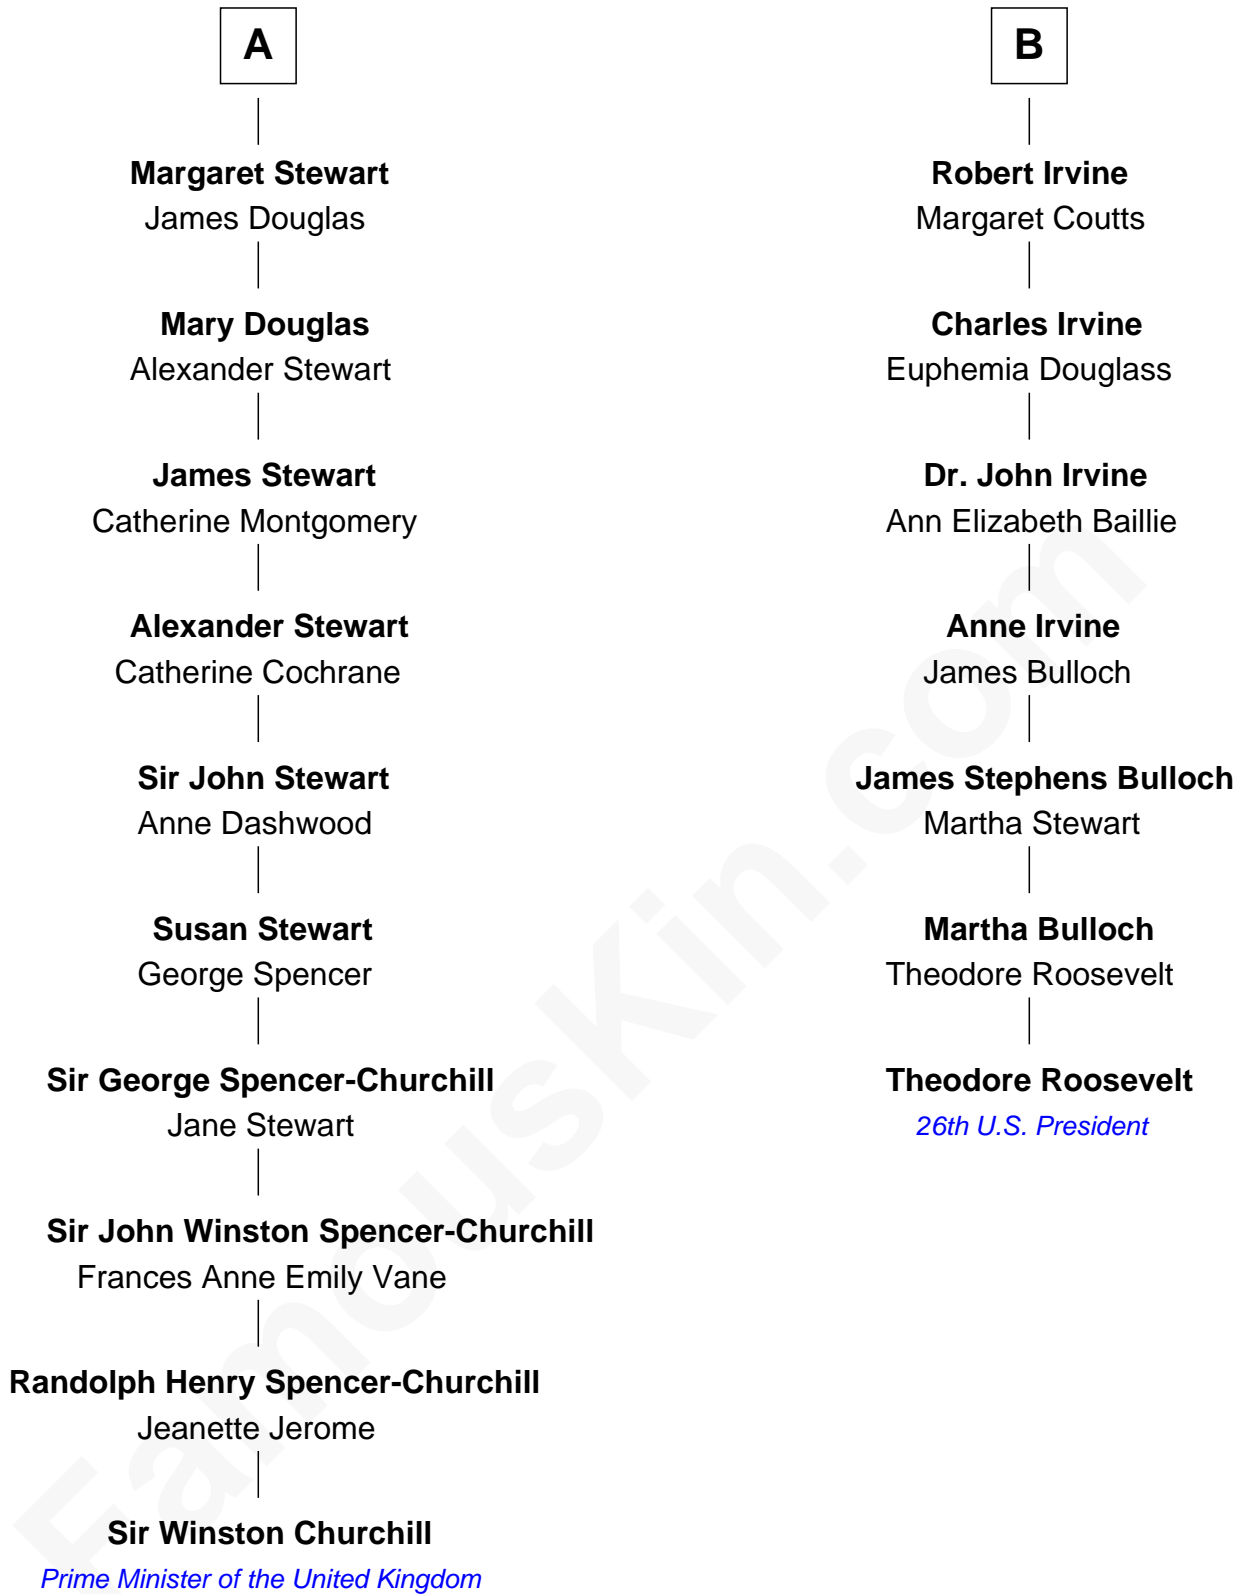 A
Margaret Stewart
James Douglas
Mary Douglas
Alexander Stewart
James Stewart
Catherine Montgomery
Alexander Stewart
Catherine Cochrane
Sir John Stewart
Anne Dashwood
Susan Stewart
George Spencer
Sir George Spencer-Churchill
Jane Stewart
Sir John Winston Spencer-Churchill
Frances Anne Emily Vane
Randolph Henry Spencer-Churchill
Jeanette Jerome
Sir Winston Churchill
Prime Minister of the United Kingdom
B
Robert Irvine
Margaret Coutts
Charles Irvine
Euphemia Douglass
Dr. John Irvine
Ann Elizabeth Baillie
Anne Irvine
James Bulloch
James Stephens Bulloch
Martha Stewart
Martha Bulloch
Theodore Roosevelt
Theodore Roosevelt
26th U.S. President
FamousKin.com